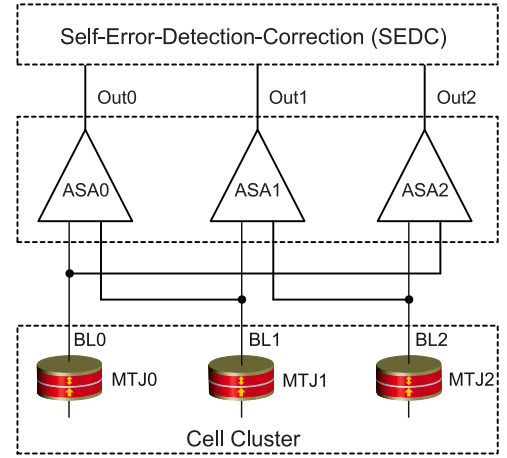 Self-Error-Detection-Correction (SEDC)
Out0 Out1 Out2
ASA0 ASA1 ASA2
BL0 BL1 BL2
MTJ0 MTJ1 MTJ2
Cell Cluster